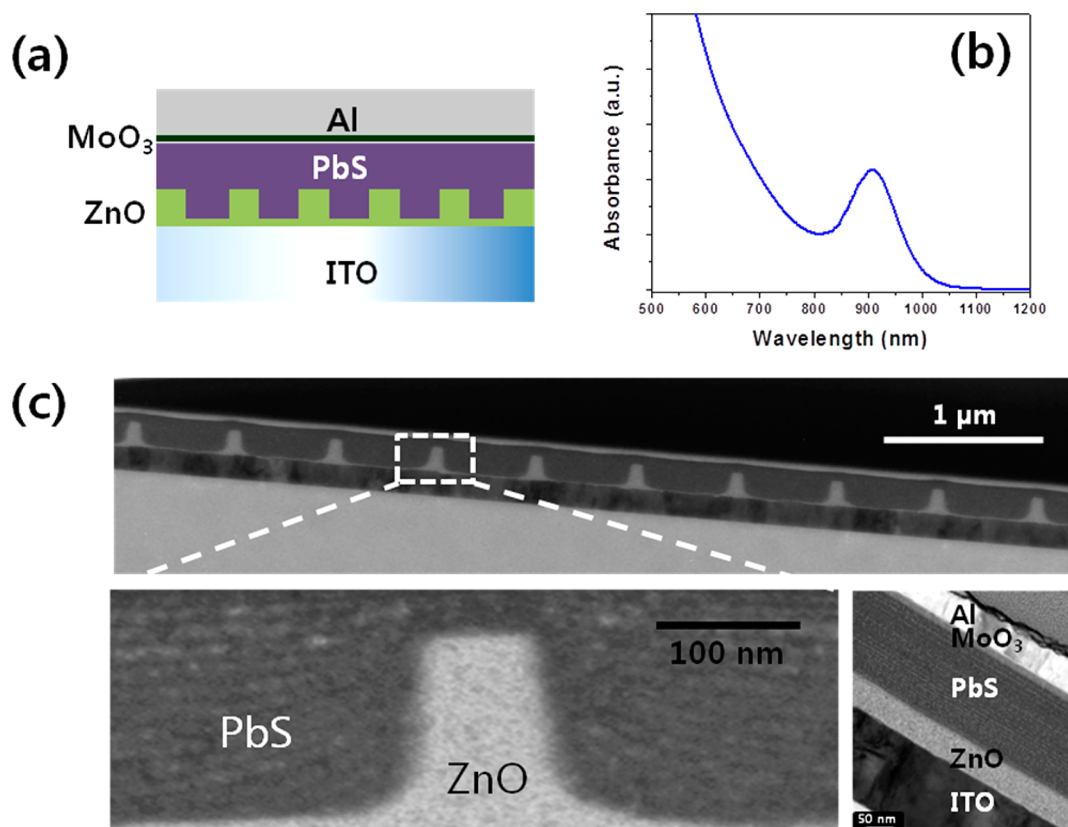 (a)
Al
MoO₃
PbS
ZnO
ITO
(b)
Absorbance (a.u.)
500 600 700 800 900 1000 1100 1200
Wavelength (nm)
(c)
1 μm
100 nm
PbS
ZnO
Al
MoO₃
PbS
ZnO
ITO
50 nm